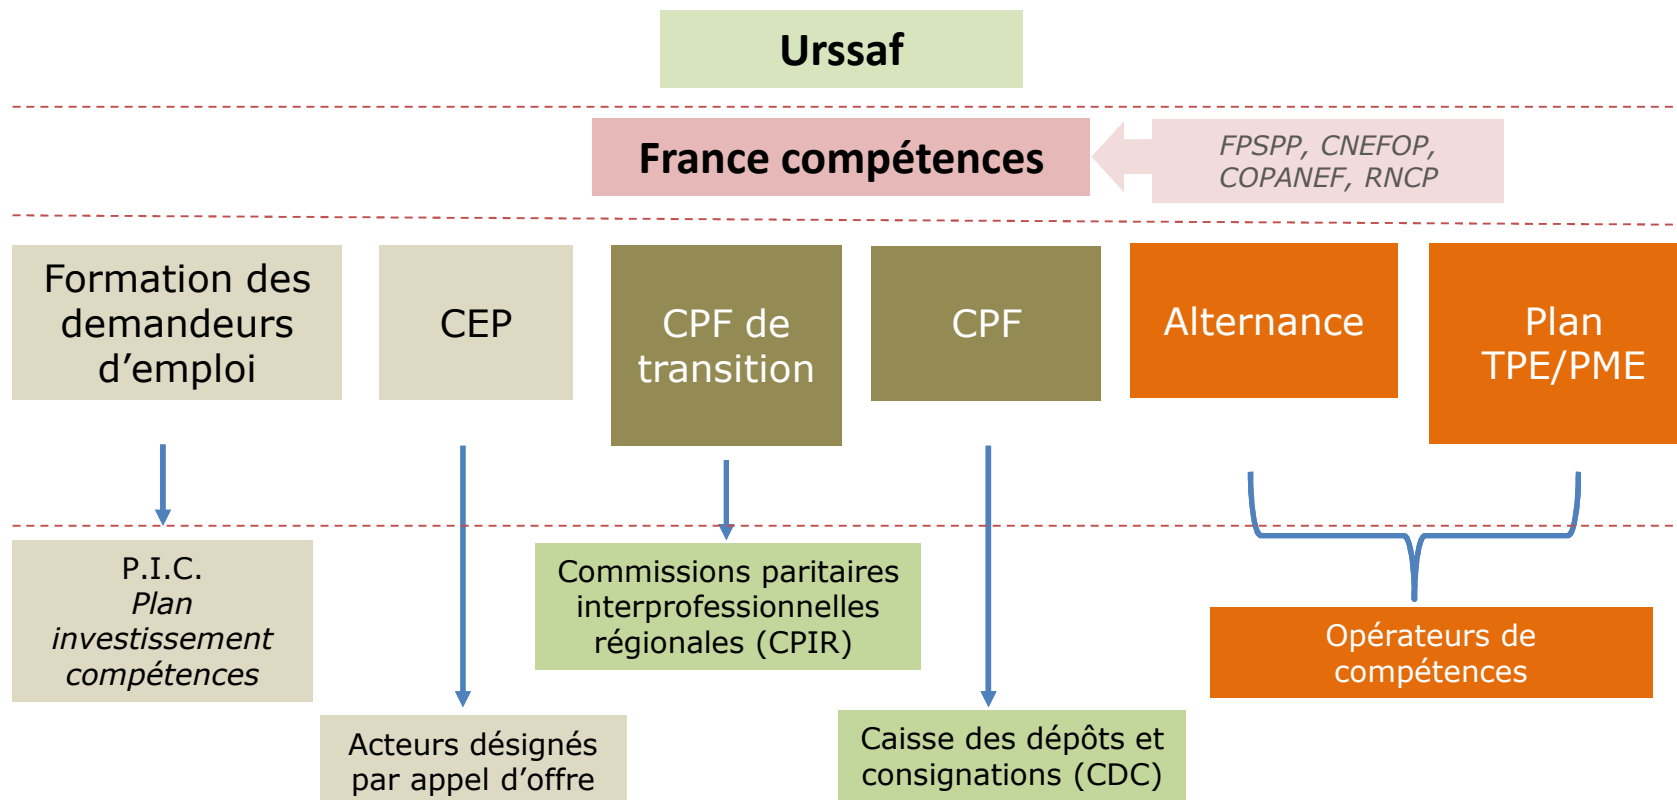 Urssaf
France compétences
FPSPP, CNEFOP,
COPANEF, RNCP
Formation des
demandeurs
d’emploi
CEP
CPF de
transition
CPF
Alternance
Plan
TPE/PME
P.I.C.
Plan
investissement
compétences
Acteurs désignés
par appel d’offre
Commissions paritaires
interprofessionnelles
régionales (CPIR)
Caisse des dépôts et
consignations (CDC)
Opérateurs de
compétences